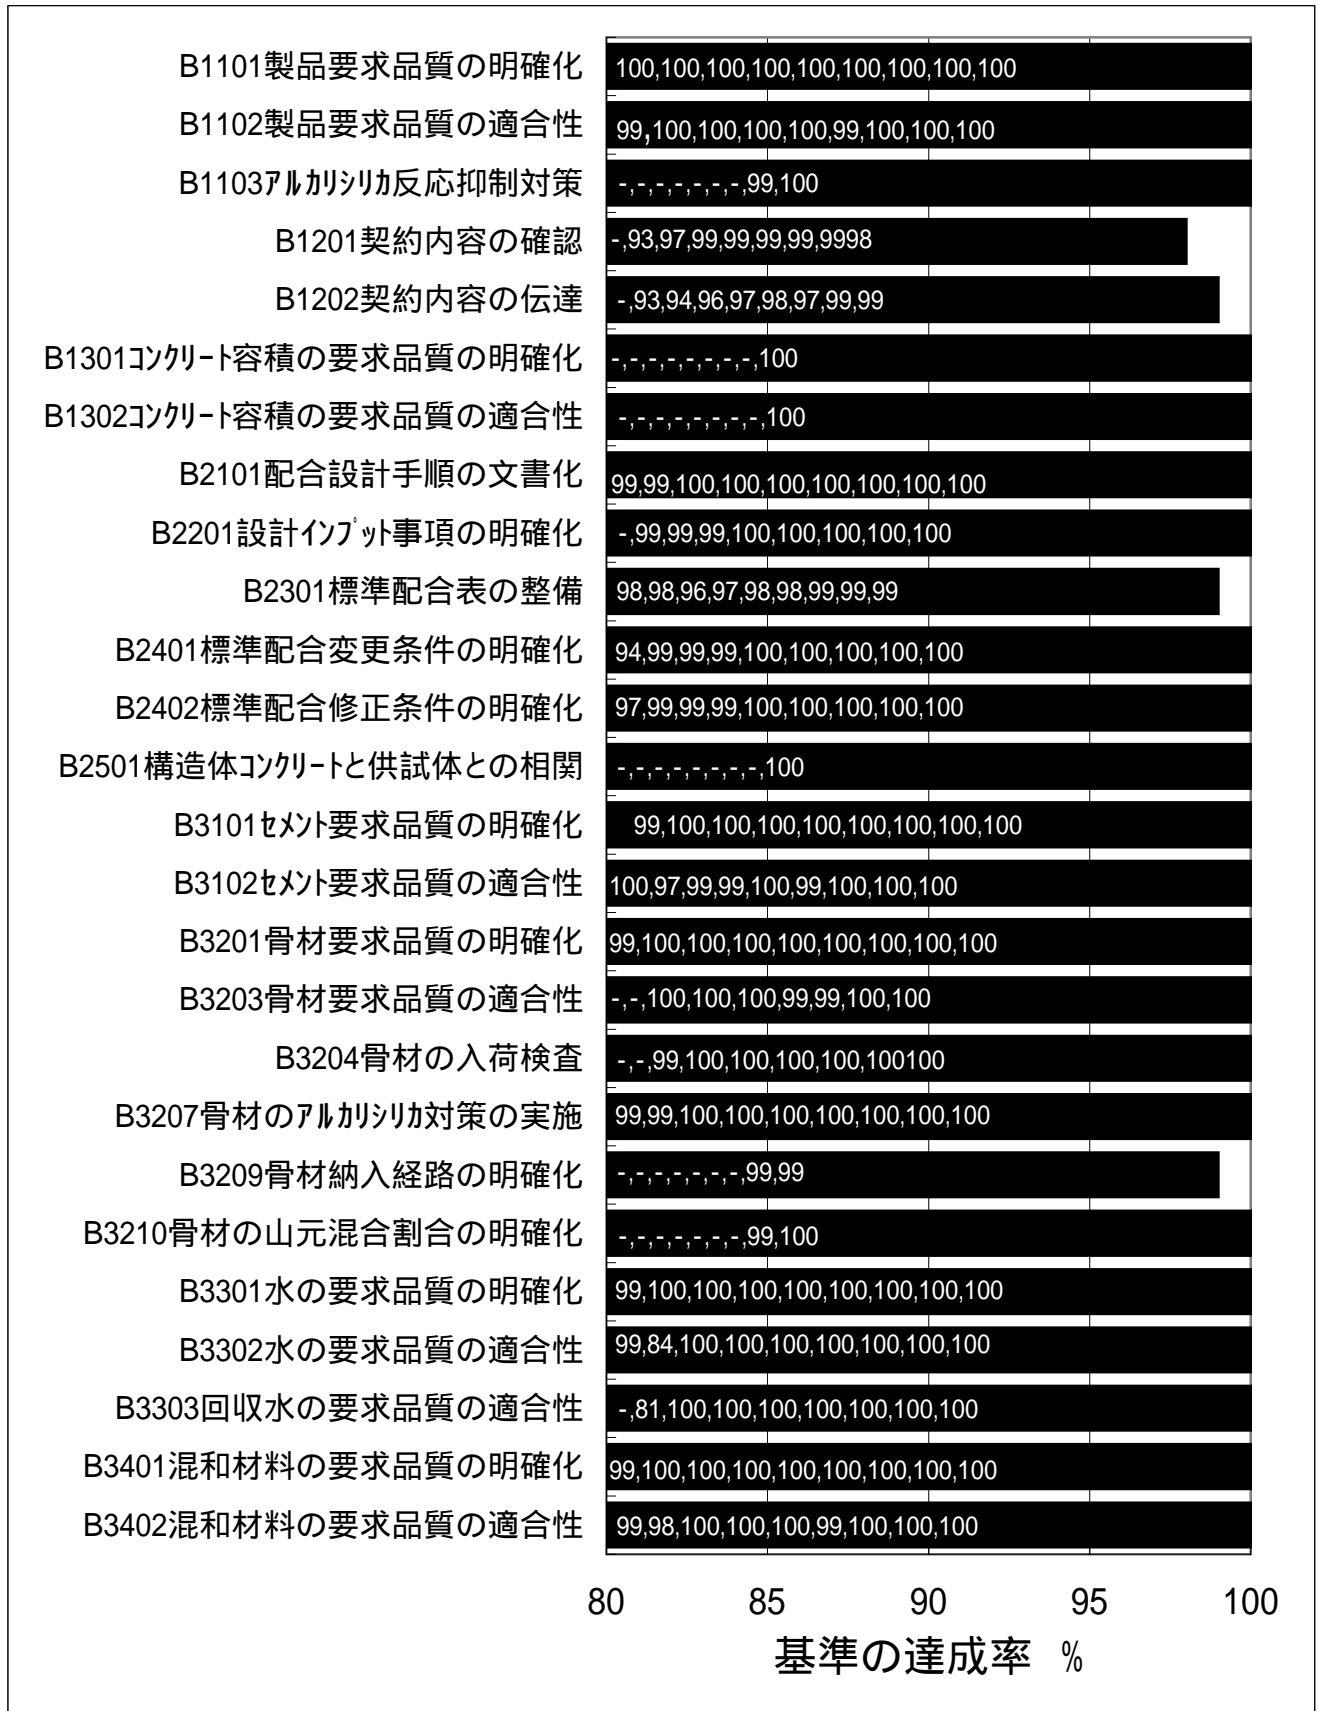 B1101製品要求品質の明確化 100,100,100,100,100,100,100,100,100
B1102製品要求品質の適合性 99,100,100,100,100,99,100,100,100
B1103ｱﾙｶﾘｼﾘｶ反応抑制対策 -,-,-,-,-,-,-,99,100
B1201契約内容の確認 -,93,97,99,99,99,99,9998
B1202契約内容の伝達 -,93,94,96,97,98,97,99,99
B1301ｺﾝｸﾘｰﾄ容積の要求品質の明確化 -,-,-,-,-,-,-,-,100
B1302ｺﾝｸﾘｰﾄ容積の要求品質の適合性 -,-,-,-,-,-,-,-,100
B2101配合設計手順の文書化 99,99,100,100,100,100,100,100,100
B2201設計ｲﾝﾌﾟｯﾄ事項の明確化 -,99,99,99,100,100,100,100,100
B2301標準配合表の整備 98,98,96,97,98,98,99,99,99
B2401標準配合変更条件の明確化 94,99,99,99,100,100,100,100,100
B2402標準配合修正条件の明確化 97,99,99,99,100,100,100,100,100
B2501構造体ｺﾝｸﾘｰﾄと供試体との相関 -,-,-,-,-,-,-,-,100
B3101ｾﾒﾝﾄ要求品質の明確化 99,100,100,100,100,100,100,100,100
B3102ｾﾒﾝﾄ要求品質の適合性 100,97,99,99,100,99,100,100,100
B3201骨材要求品質の明確化 99,100,100,100,100,100,100,100,100
B3203骨材要求品質の適合性 -,-,100,100,100,99,99,100,100
B3204骨材の入荷検査 -,-,99,100,100,100,100,100100
B3207骨材のｱﾙｶﾘｼﾘｶ対策の実施 99,99,100,100,100,100,100,100,100
B3209骨材納入経路の明確化 -,-,-,-,-,-,-,99,99
B3210骨材の山元混合割合の明確化 -,-,-,-,-,-,-,99,100
B3301水の要求品質の明確化 99,100,100,100,100,100,100,100,100
B3302水の要求品質の適合性 99,84,100,100,100,100,100,100,100
B3303回収水の要求品質の適合性 -,81,100,100,100,100,100,100,100
B3401混和材料の要求品質の明確化 99,100,100,100,100,100,100,100,100
B3402混和材料の要求品質の適合性 99,98,100,100,100,99,100,100,100
80 85 90 95 100
基準の達成率 %